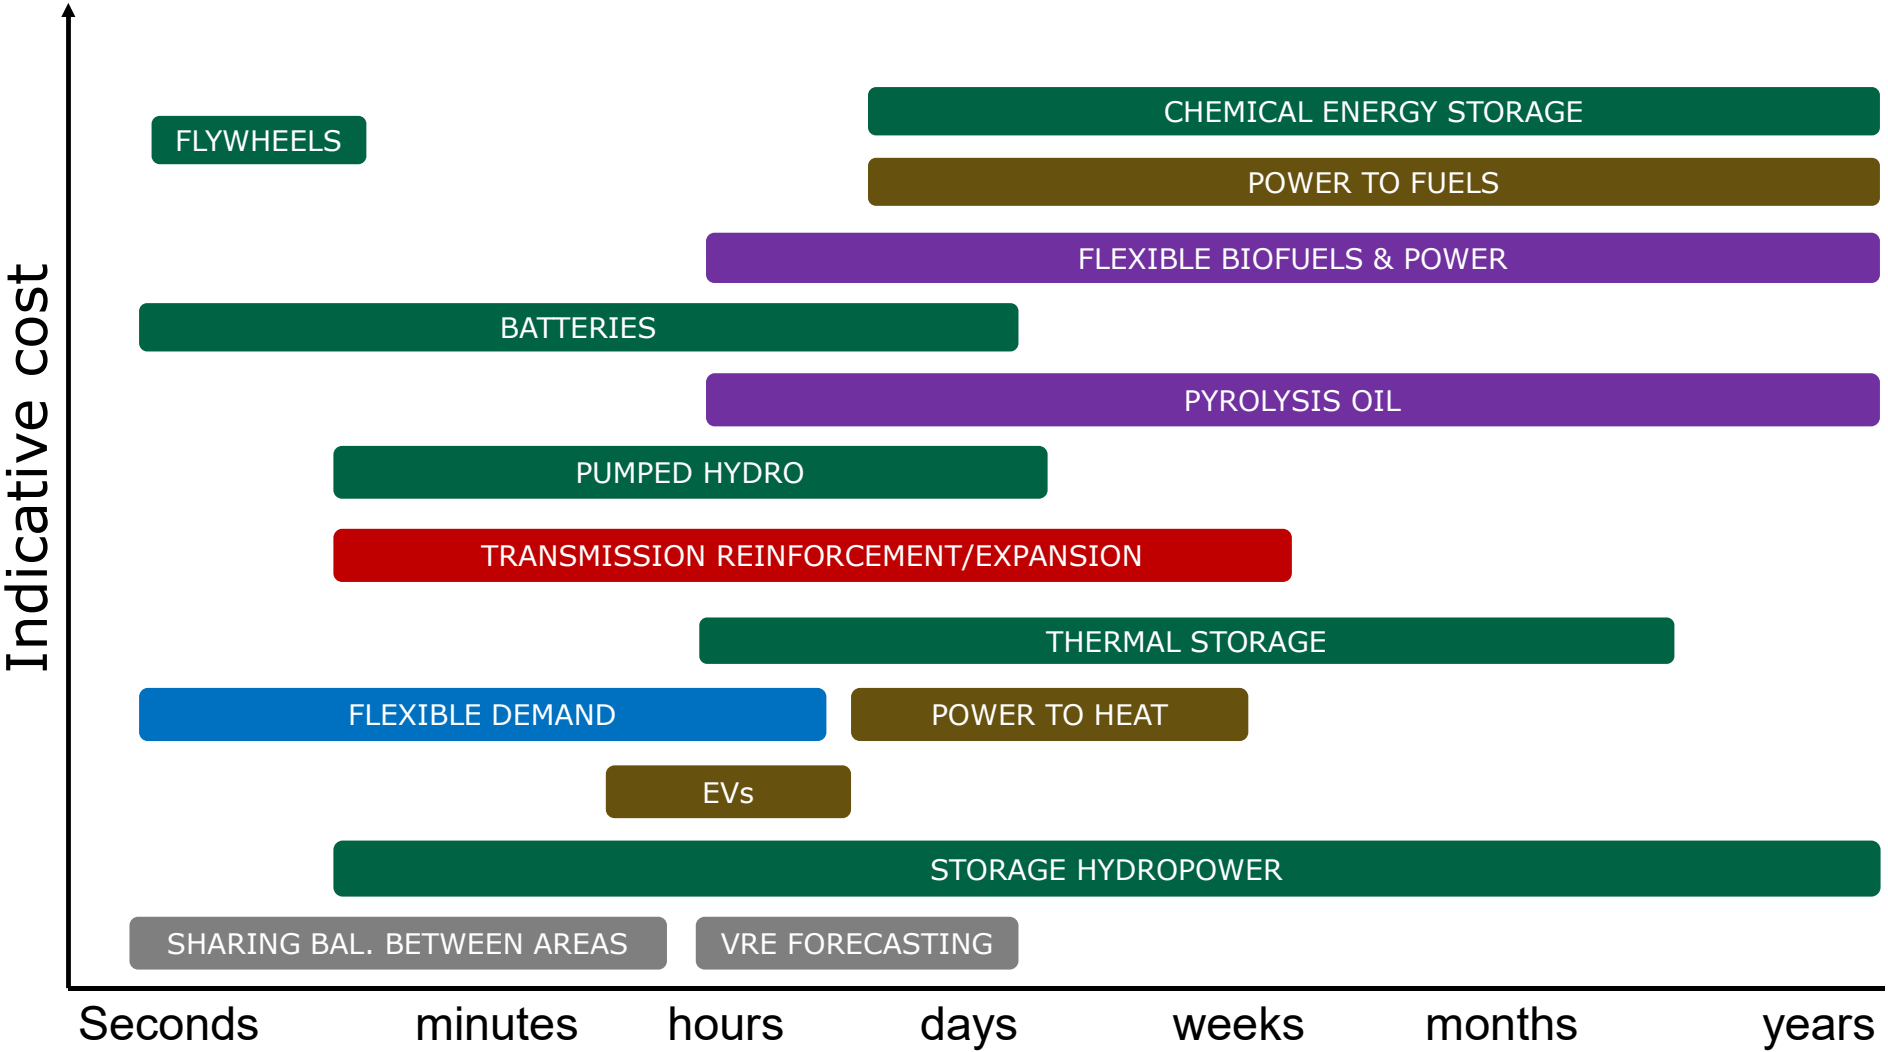 CHEMICAL ENERGY STORAGE
FLYWHEELS
POWER TO FUELS
FLEXIBLE BIOFUELS & POWER
BATTERIES
PYROLYSIS OIL
PUMPED HYDRO
TRANSMISSION REINFORCEMENT/EXPANSION
THERMAL STORAGE
FLEXIBLE DEMAND
POWER TO HEAT
EVs
STORAGE HYDROPOWER
SHARING BAL. BETWEEN AREAS
VRE FORECASTING
Indicative cost
Seconds minutes hours days weeks months years